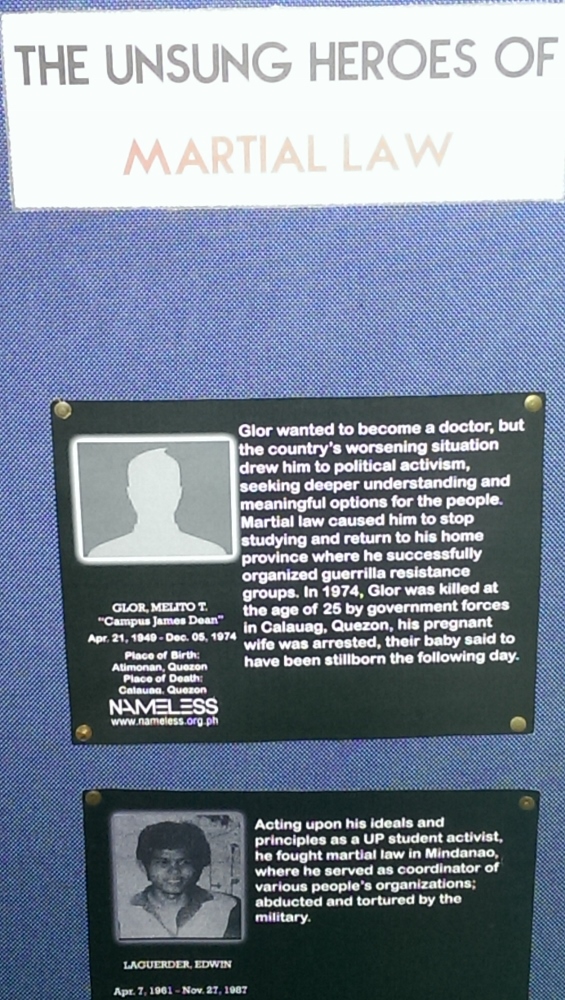 THE UNSUNG HEROES OF
MARTIAL LAW
Glor wanted to become a doctor, but
the country's worsening situation
drew him to political activism,
seeking deeper understanding and
meaningful options for the people.
Martial law caused him to stop
studying and return to his home
province where he successfully
organized guerrilla resistance
groups. In 1974, Glor was killed at
the age of 25 by government forces
in Calauag, Quezon, his pregnant
wife was arrested, their baby said to
have been stillborn the following day.
GLOR, MELITO T.
"Campus James Dean"
Apr. 21, 1949 - Dec. 05, 1974
Place of Birth:
Atimonan, Quezon
Place of Death:
Calauag, Quezon
NAMELESS
www.nameless.org.ph
Acting upon his ideals and
principles as a UP student activist,
he fought martial law in Mindanao,
where he served as coordinator of
various people's organizations;
abducted and tortured by the
military.
LAGUERDER, EDWIN
Apr. 7, 1961 - Nov. 27, 1987